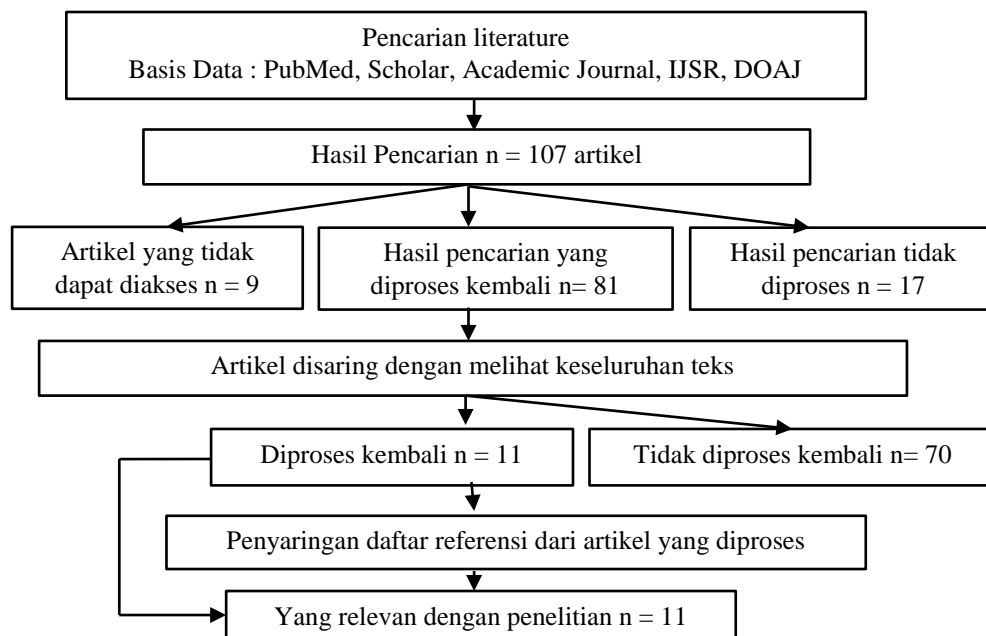 Pencarian literature
Basis Data : PubMed, Scholar, Academic Journal, IJSR, DOAJ
Hasil Pencarian n = 107 artikel
Artikel yang tidak
dapat diakses n = 9
Hasil pencarian yang
diproses kembali n= 81
Hasil pencarian tidak
diproses n = 17
Artikel disaring dengan melihat keseluruhan teks
Diproses kembali n = 11
Tidak diproses kembali n= 70
Penyaringan daftar referensi dari artikel yang diproses
Yang relevan dengan penelitian n = 11